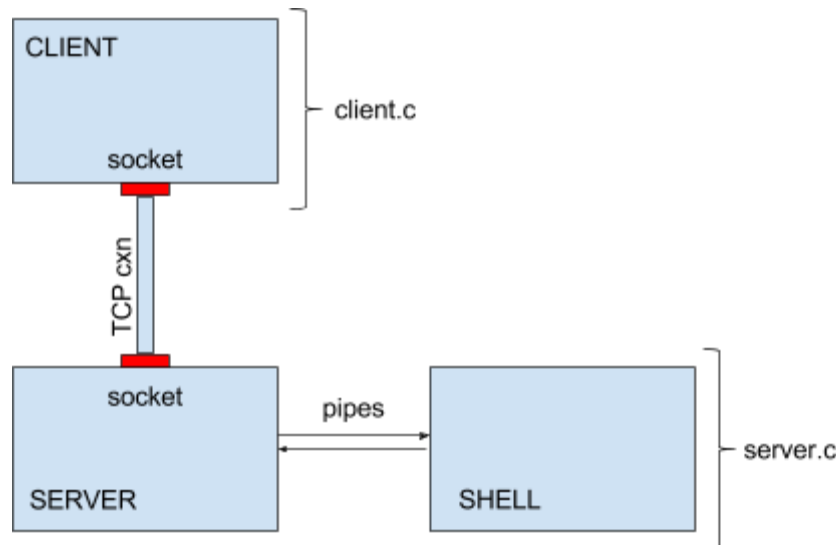 CLIENT
client.c
socket
TCP cxn
socket
pipes
server.c
SERVER
SHELL